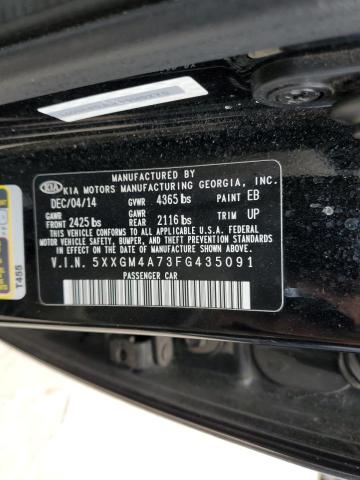 MANUFACTURED BY
KIA KIA MOTORS MANUFACTURING GEORGIA, INC.
DEC/04/14 GVWR 4365 lbs PAINT EB
GAWR FRONT 2425 lbs GAWR REAR 2116 lbs TRIM UP
THIS VEHICLE CONFORMS TO ALL APPLICABLE U.S.A. FEDERAL
MOTOR VEHICLE SAFETY, BUMPER, AND THEFT PREVENTION
STANDARDS IN EFFECT ON THE DATE OF MANUFACTURE SHOWN ABOVE.
V.I.N. 5XXGM4A73FG435091
PASSENGER CAR
T455